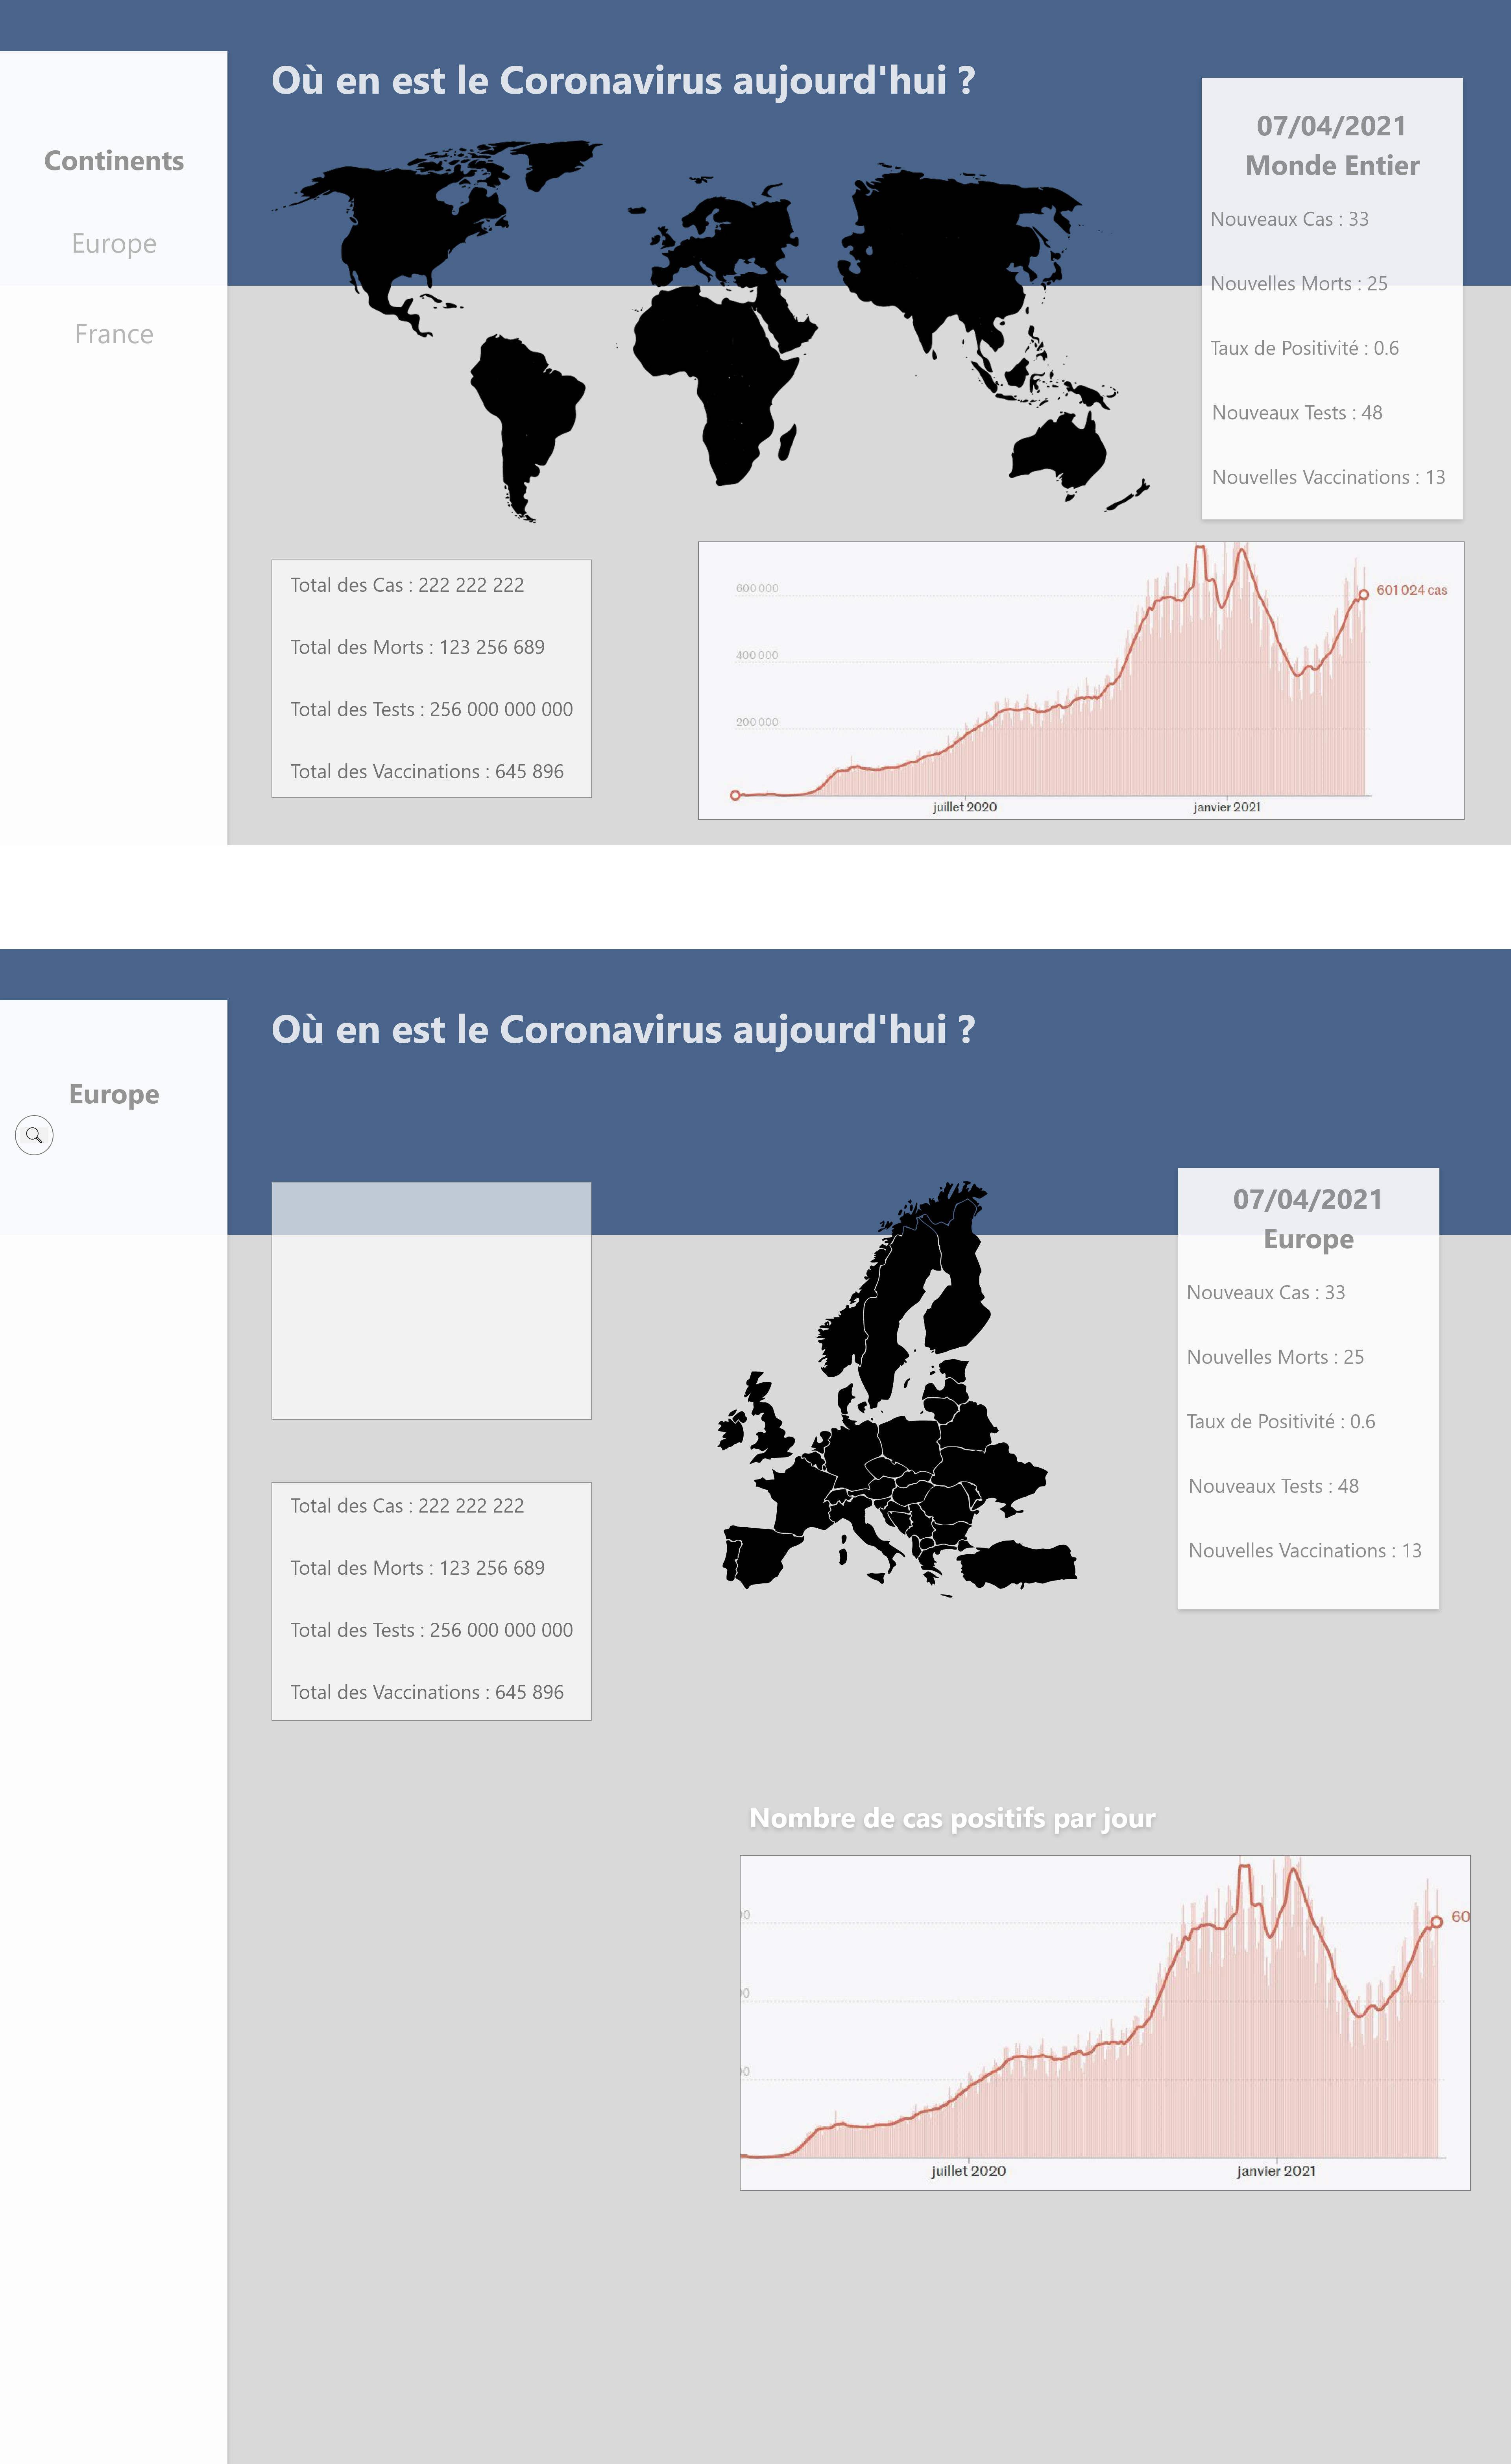 Où en est le Coronavirus aujourd'hui ?
Continents
Europe
France
07/04/2021
Monde Entier
Nouveaux Cas : 33
Nouvelles Morts : 25
Taux de Positivité : 0.6
Nouveaux Tests : 48
Nouvelles Vaccinations : 13
Total des Cas : 222 222 222
Total des Morts : 123 256 689
Total des Tests : 256 000 000 000
Total des Vaccinations : 645 896
600 000
601 024 cas
400 000
200 000
juillet 2020
janvier 2021
Où en est le Coronavirus aujourd'hui ?
Europe
07/04/2021
Europe
Nouveaux Cas : 33
Nouvelles Morts : 25
Taux de Positivité : 0.6
Nouveaux Tests : 48
Nouvelles Vaccinations : 13
Total des Cas : 222 222 222
Total des Morts : 123 256 689
Total des Tests : 256 000 000 000
Total des Vaccinations : 645 896
Nombre de cas positifs par jour
60
juillet 2020
janvier 2021